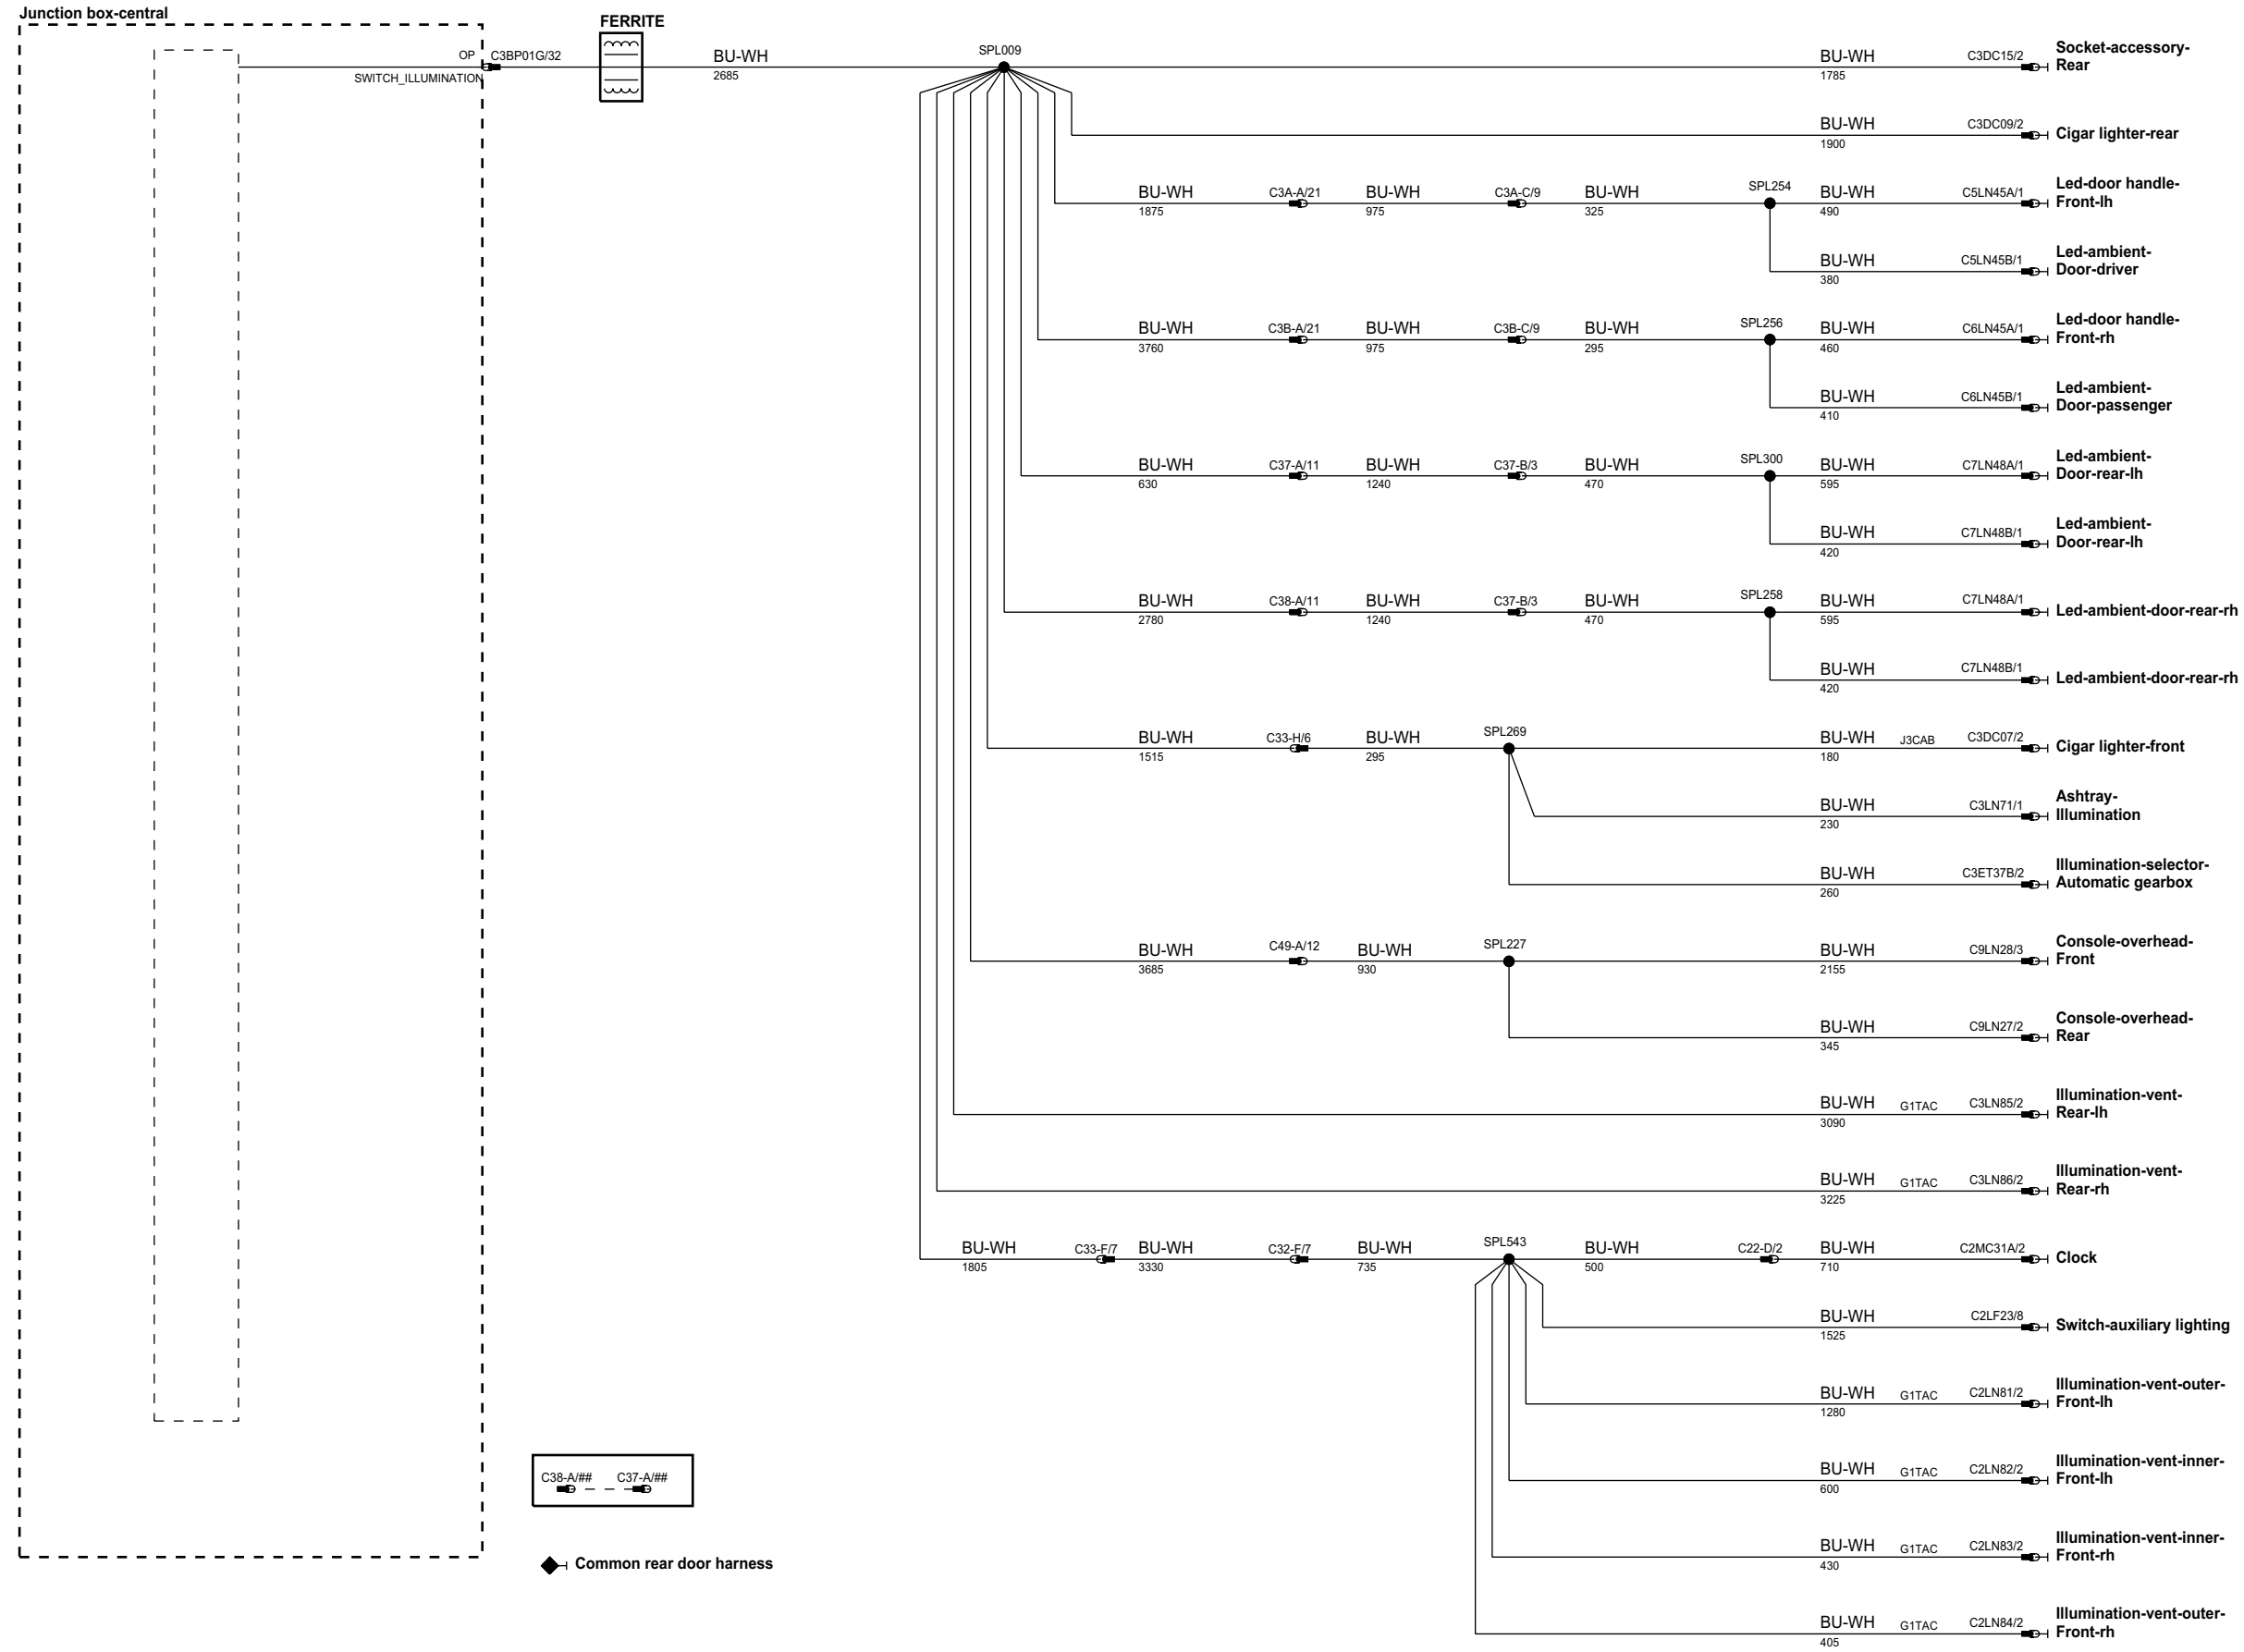 Junction box-central
FERRITE
OP C3BP01G/32
SWITCH_ILLUMINATION
BU-WH
2685
SPL009
BU-WH C3DC15/2
1785
Socket-accessory-
Rear
BU-WH C3DC09/2
1900
Cigar lighter-rear
BU-WH C3A-A/21 BU-WH C3A-C/9 BU-WH SPL254 BU-WH C5LN45A/1
1875 975 325 490
Led-door handle-
Front-lh
BU-WH C5LN45B/1
380
Led-ambient-
Door-driver
BU-WH C3B-A/21 BU-WH C3B-C/9 BU-WH SPL256 BU-WH C6LN45A/1
3760 975 295 460
Led-door handle-
Front-rh
BU-WH C6LN45B/1
410
Led-ambient-
Door-passenger
BU-WH C37-A/11 BU-WH C37-B/3 BU-WH SPL300 BU-WH C7LN48A/1
630 1240 470 595
Led-ambient-
Door-rear-lh
BU-WH C7LN48B/1
420
Led-ambient-
Door-rear-lh
BU-WH C38-A/11 BU-WH C37-B/3 BU-WH SPL258 BU-WH C7LN48A/1
2780 1240 470 595
Led-ambient-door-rear-rh
BU-WH C7LN48B/1
420
Led-ambient-door-rear-rh
BU-WH C33-H/6 BU-WH SPL269 BU-WH J3CAB C3DC07/2
1515 295 180
Cigar lighter-front
BU-WH C3LN71/1
230
Ashtray-
Illumination
BU-WH C3ET37B/2
260
Illumination-selector-
Automatic gearbox
BU-WH C49-A/12 BU-WH SPL227 BU-WH C9LN28/3
3685 930 2155
Console-overhead-
Front
BU-WH C9LN27/2
345
Console-overhead-
Rear
BU-WH G1TAC C3LN85/2
3090
Illumination-vent-
Rear-lh
BU-WH G1TAC C3LN86/2
3225
Illumination-vent-
Rear-rh
BU-WH C33-F/7 BU-WH C32-F/7 BU-WH SPL543 BU-WH C22-D/2 BU-WH C2MC31A/2
1805 3330 735 500 710
Clock
BU-WH C2LF23/8
1525
Switch-auxiliary lighting
BU-WH G1TAC C2LN81/2
1280
Illumination-vent-outer-
Front-lh
BU-WH G1TAC C2LN82/2
600
Illumination-vent-inner-
Front-lh
BU-WH G1TAC C2LN83/2
430
Illumination-vent-inner-
Front-rh
BU-WH G1TAC C2LN84/2
405
Illumination-vent-outer-
Front-rh
C38-A/## C37-A/##
Common rear door harness